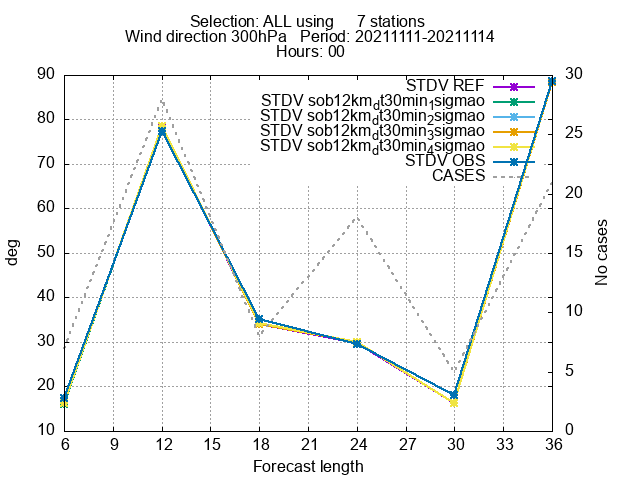 Selection: ALL using 7 stations
Wind direction 300hPa Period: 20211111-20211114
Hours: 00
STDV REF
STDV sob12km_dt30min_1sigmao
STDV sob12km_dt30min_2sigmao
STDV sob12km_dt30min_3sigmao
STDV sob12km_dt30min_4sigmao
STDV OBS
CASES
90
80
70
60
50
40
30
20
10
deg
30
25
20
15
10
5
0
No cases
6 9 12 15 18 21 24 27 30 33 36
Forecast length